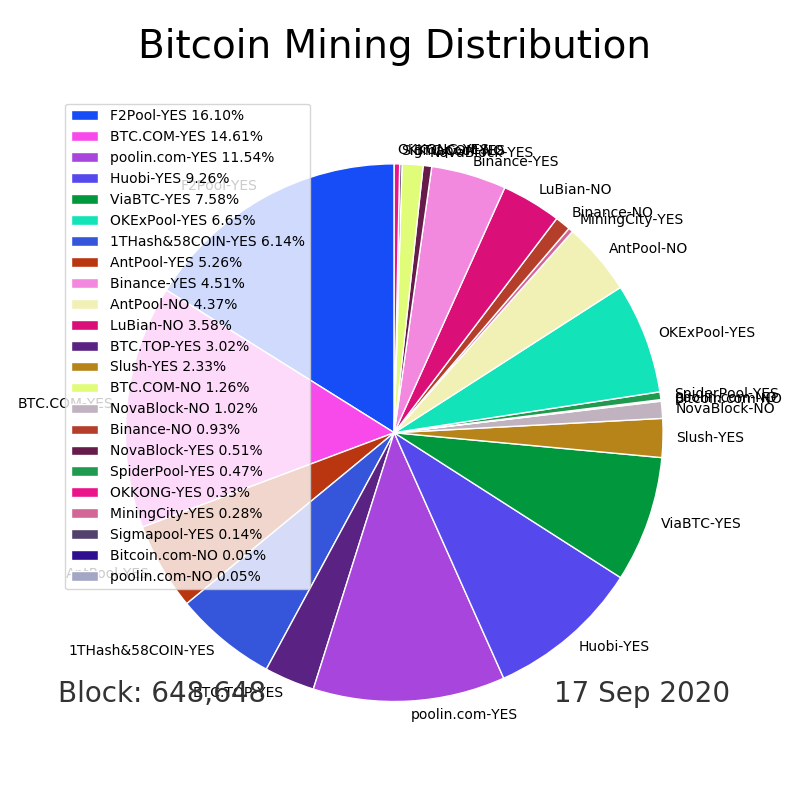 Bitcoin Mining Distribution
F2Pool-YES 16.10%
BTC.COM-YES 14.61%
poolin.com-YES 11.54%
Huobi-YES 9.26%
ViaBTC-YES 7.58%
OKExPool-YES 6.65%
1THash&58COIN-YES 6.14%
AntPool-YES 5.26%
Binance-YES 4.51%
AntPool-NO 4.37%
LuBian-NO 3.58%
BTC.TOP-YES 3.02%
Slush-YES 2.33%
BTC.COM-NO 1.26%
NovaBlock-NO 1.02%
Binance-NO 0.93%
NovaBlock-YES 0.51%
SpiderPool-YES 0.47%
OKKONG-YES 0.33%
MiningCity-YES 0.28%
Sigmapool-YES 0.14%
Bitcoin.com-NO 0.05%
poolin.com-NO 0.05%
F2Pool-YES
BTC.COM-YES
AntPool-YES
1THash&58COIN-YES
BTC.TOP-YES
poolin.com-YES
Huobi-YES
ViaBTC-YES
Slush-YES
NovaBlock-NO
SpiderPool-YES
OKExPool-YES
AntPool-NO
MiningCity-YES
Binance-NO
LuBian-NO
Binance-YES
NovaBlock-YES
Block: 648,648
17 Sep 2020